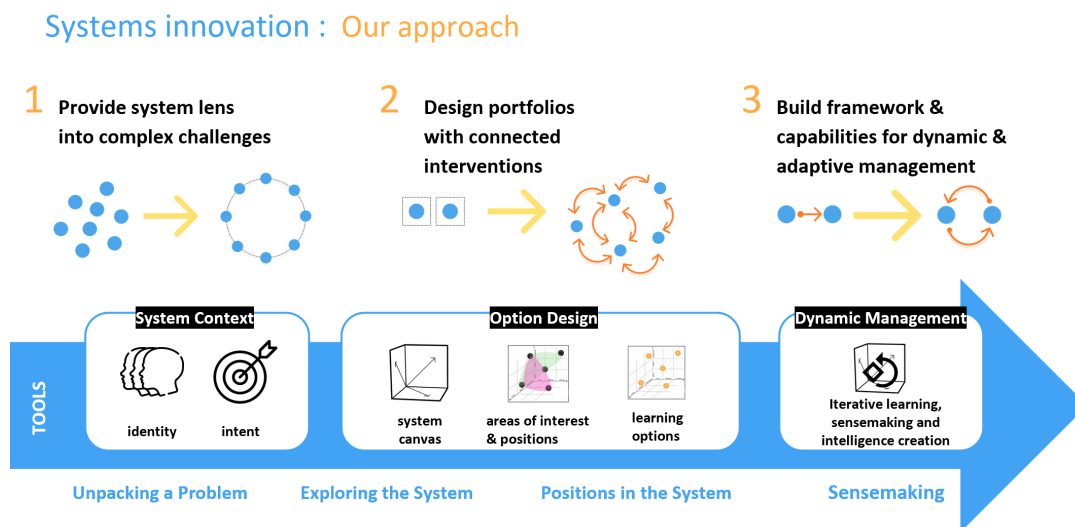 Systems innovation : Our approach
1
Provide system lens
into complex challenges
2
Design portfolios
with connected
interventions
3
Build framework &
capabilities for dynamic &
adaptive management
TOOLS
System Context
identity
intent
Option Design
system
canvas
areas of interest
& positions
learning
options
Dynamic Management
Iterative learning,
sensemaking and
intelligence creation
Unpacking a Problem
Exploring the System
Positions in the System
Sensemaking